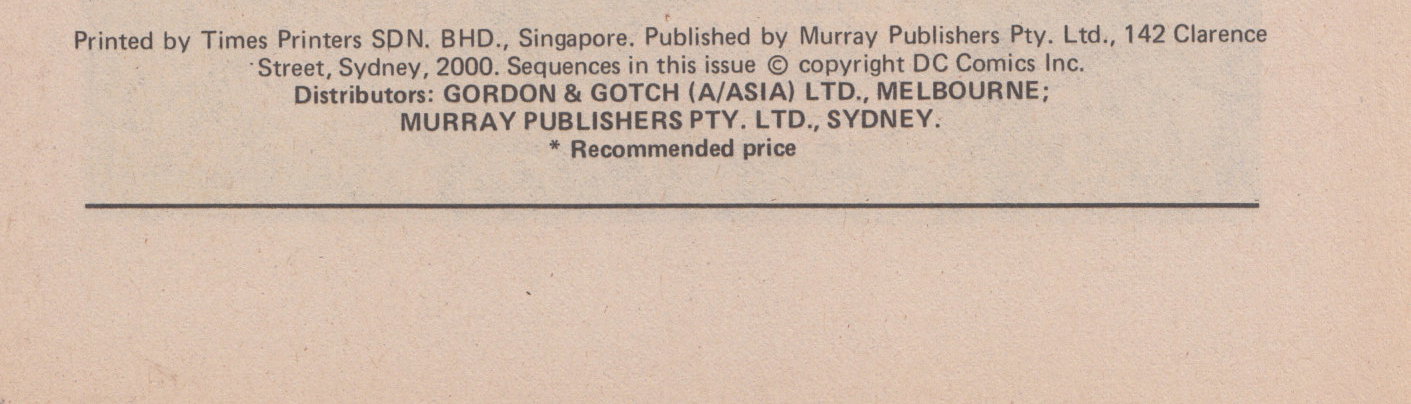 Printed by Times Printers SDN. BHD., Singapore. Published by Murray Publishers Pty. Ltd., 142 Clarence
Street, Sydney, 2000. Sequences in this issue © copyright DC Comics Inc.
Distributors: GORDON & GOTCH (A/ASIA) LTD., MELBOURNE;
MURRAY PUBLISHERS PTY. LTD., SYDNEY.
* Recommended price